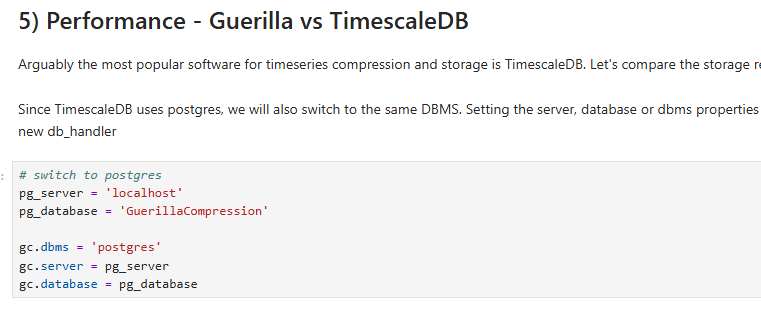 5) Performance - Guerilla vs TimescaleDB
Arguably the most popular software for timeseries compression and storage is TimescaleDB. Let's compare the storage
Since TimescaleDB uses postgres, we will also switch to the same DBMS. Setting the server, database or dbms properties
new db_handler
:
# switch to postgres
pg_server = 'localhost'
pg_database = 'GuerillaCompression'
gc.dbms = 'postgres'
gc.server = pg_server
gc.database = pg_database